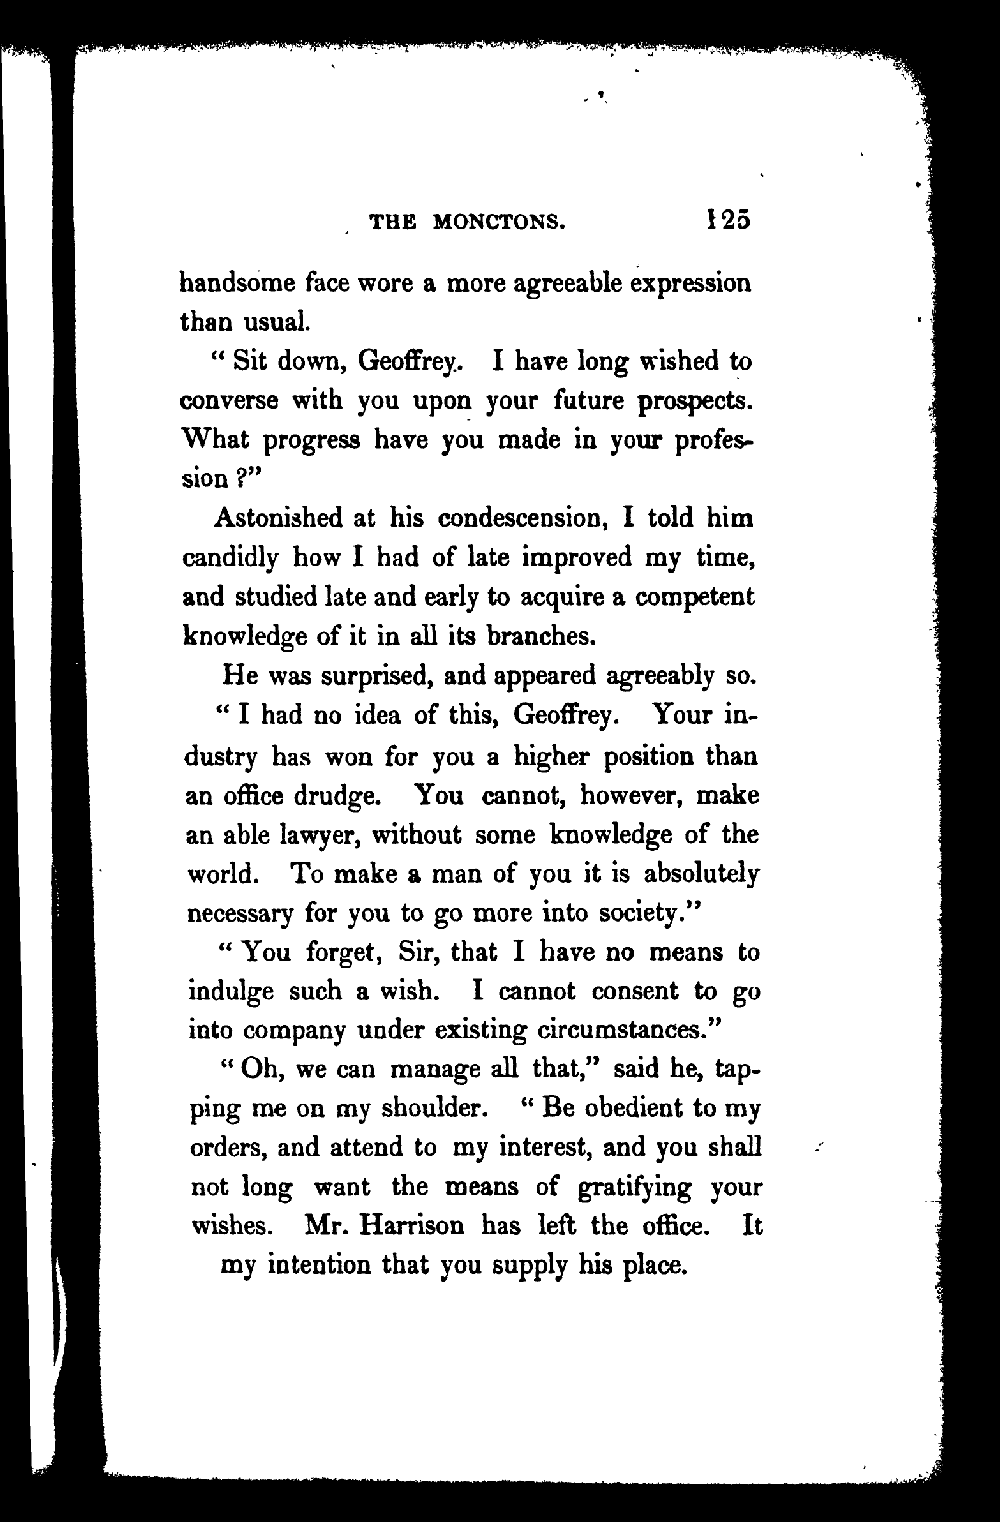 THE MONCTONS. 125
handsome face wore a more agreeable expression
than usual.
“ Sit down, Geoffrey. I have long wished to
converse with you upon your future prospects.
What progress have you made in your profes-
sion ?”
Astonished at his condescension, I told him
candidly how I had of late improved my time,
and studied late and early to acquire a competent
knowledge of it in all its branches.
He was surprised, and appeared agreeably so.
“ I had no idea of this, Geoffrey. Your in-
dustry has won for you a higher position than
an office drudge. You cannot, however, make
an able lawyer, without some knowledge of the
world. To make a man of you it is absolutely
necessary for you to go more into society.”
“ You forget, Sir, that I have no means to
indulge such a wish. I cannot consent to go
into company under existing circumstances.”
“ Oh, we can manage all that,” said he, tap-
ping me on my shoulder. “ Be obedient to my
orders, and attend to my interest, and you shall
not long want the means of gratifying your
wishes. Mr. Harrison has left the office. It
my intention that you supply his place.